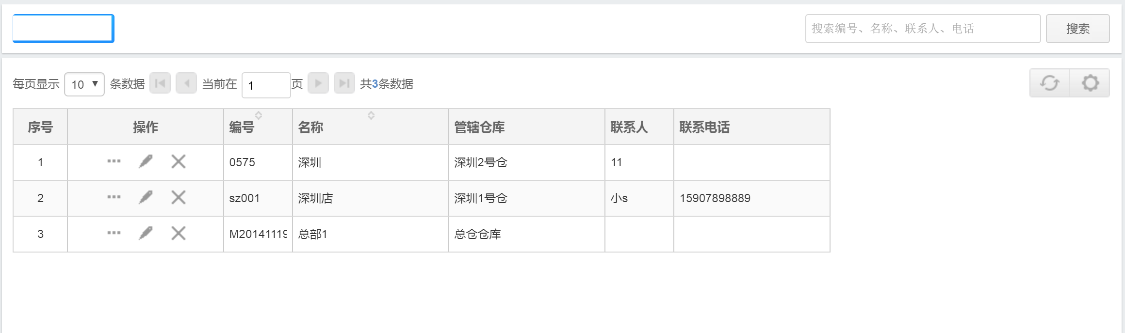 搜索编号、名称、联系人、电话 搜索
每页显示 10 条数据 当前在 1 页 共3条数据
序号 操作 编号 名称 管辖仓库 联系人 联系电话
1 0575 深圳 深圳2号仓 11
2 sz001 深圳店 深圳1号仓 小s 15907898889
3 M20141119 总部1 总仓仓库